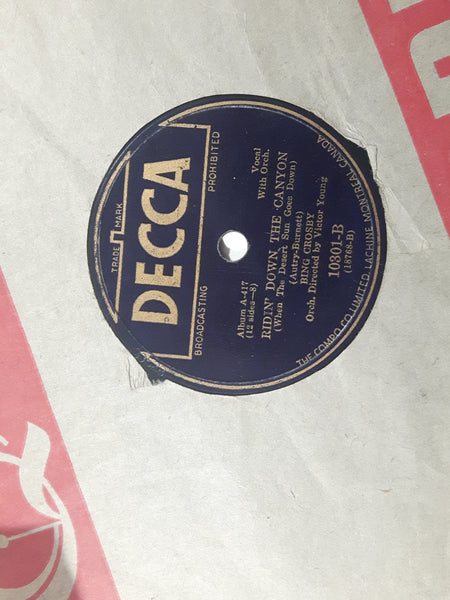 TRADE MARK
DECCA
BROADCASTING PROHIBITED
Album A-417
(12 sides—8)
Vocal
With Orch.
RIDIN' DOWN THE CANYON
(When The Desert Sun Goes Down)
(Autry-Burnett)
BING CROSBY
Orch. Directed by Victor Young
10301-B
(18768-B)
THE COMPO CO. LIMITED, LACHINE, MONTREAL, CANADA